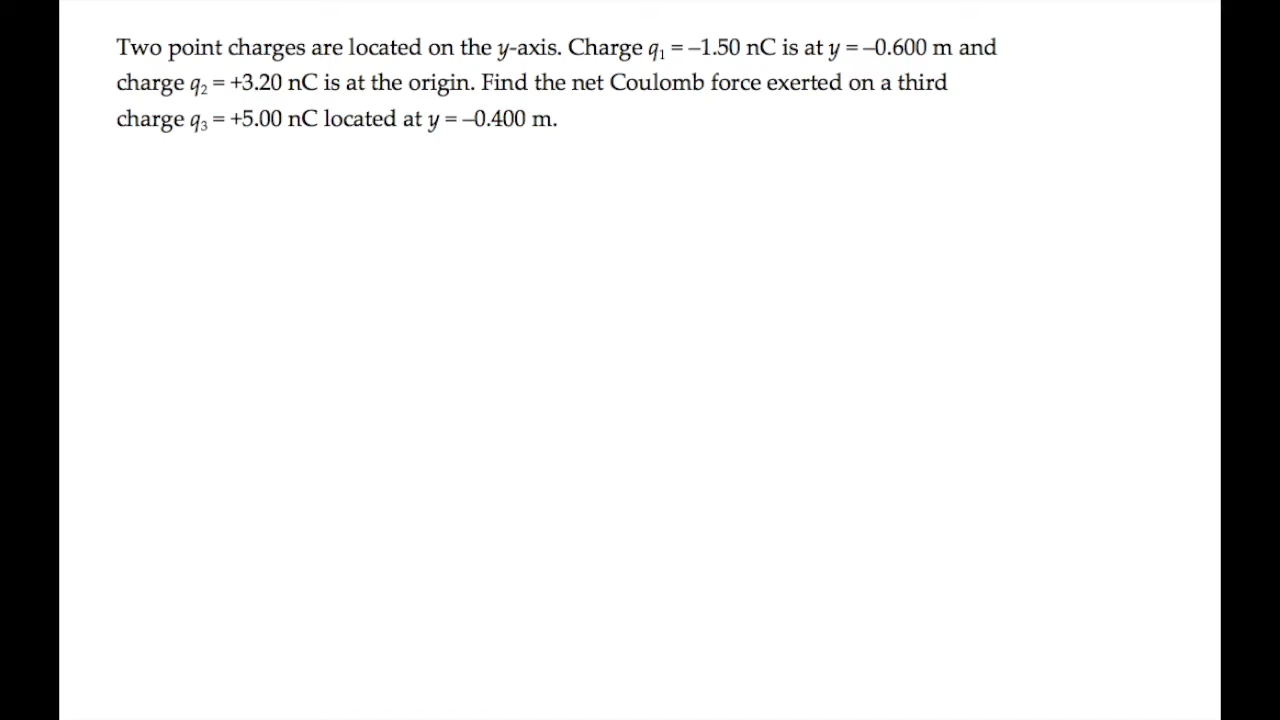 Two point charges are located on the y-axis. Charge q₁ = –1.50 nC is at y = –0.600 m and
charge q₂ = +3.20 nC is at the origin. Find the net Coulomb force exerted on a third
charge q₃ = +5.00 nC located at y = –0.400 m.